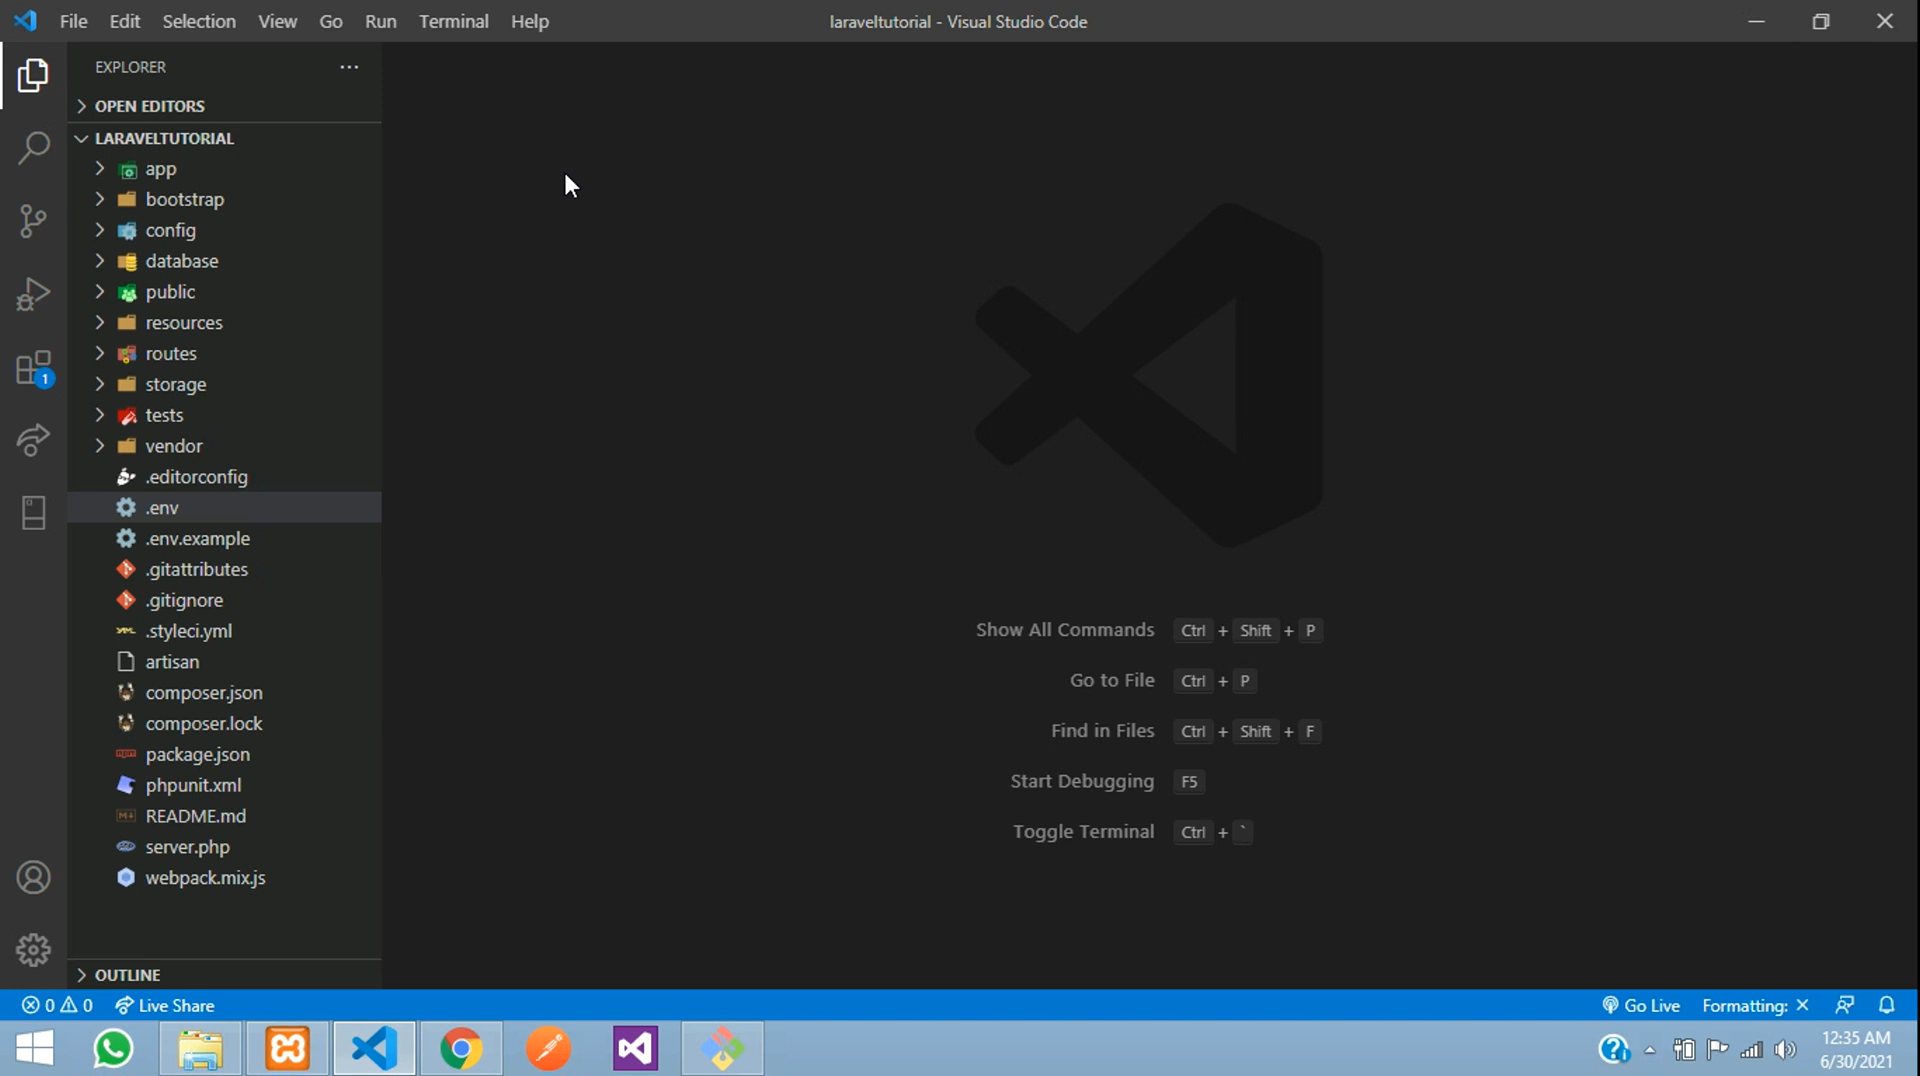 File Edit Selection View Go Run Terminal Help
laraveltutorial - Visual Studio Code
EXPLORER
OPEN EDITORS
LARAVELTUTORIAL
app
bootstrap
config
database
public
resources
routes
storage
tests
vendor
.editorconfig
.env
.env.example
.gitattributes
.gitignore
.styleci.yml
artisan
composer.json
composer.lock
package.json
phpunit.xml
README.md
server.php
webpack.mix.js
OUTLINE
1
Show All Commands Ctrl + Shift + P
Go to File Ctrl + P
Find in Files Ctrl + Shift + F
Start Debugging F5
Toggle Terminal Ctrl + `
0 0 Live Share
Go Live Formatting: ×
12:35 AM
6/30/2021